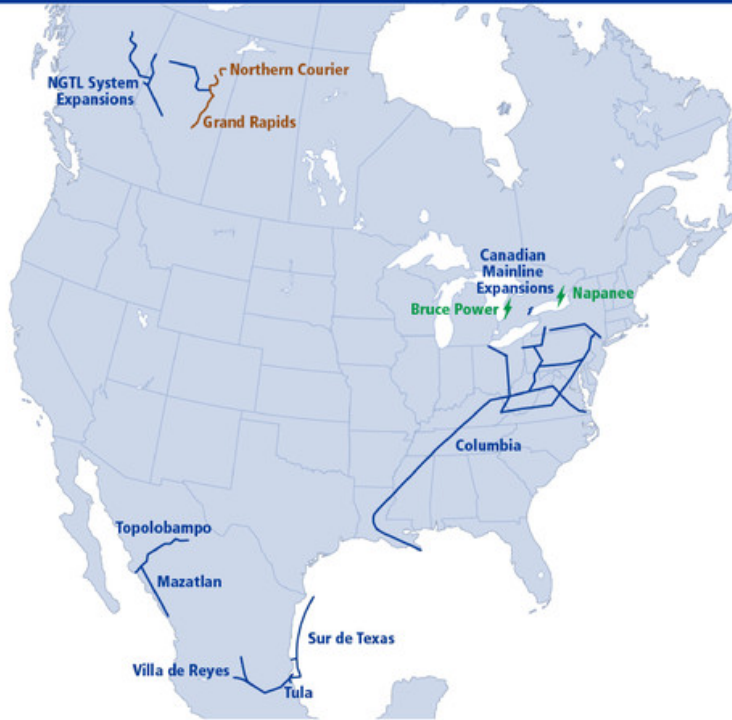 Northern Courier
NGTL System
Expansions
Grand Rapids
Canadian
Mainline
Expansions
Napanee
Bruce Power
Columbia
Topolobampo
Mazatlan
Sur de Texas
Villa de Reyes
Tula